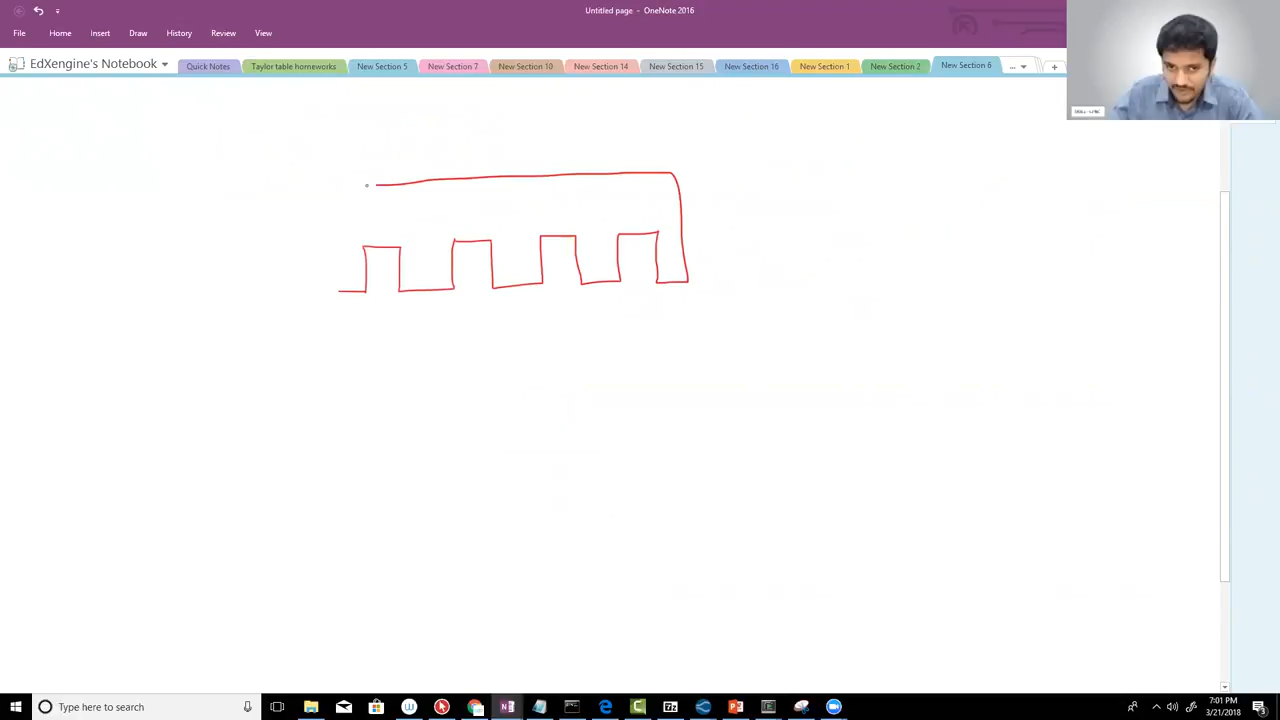 Untitled page - OneNote 2016
File Home Insert Draw History Review View
EdXengine's Notebook Quick Notes Taylor table homeworks New Section 5 New Section 7 New Section 10 New Section 14 New Section 15 New Section 16 New Section 1 New Section 2 New Section 6 ...
Type here to search
7:01 PM
3/21/2018